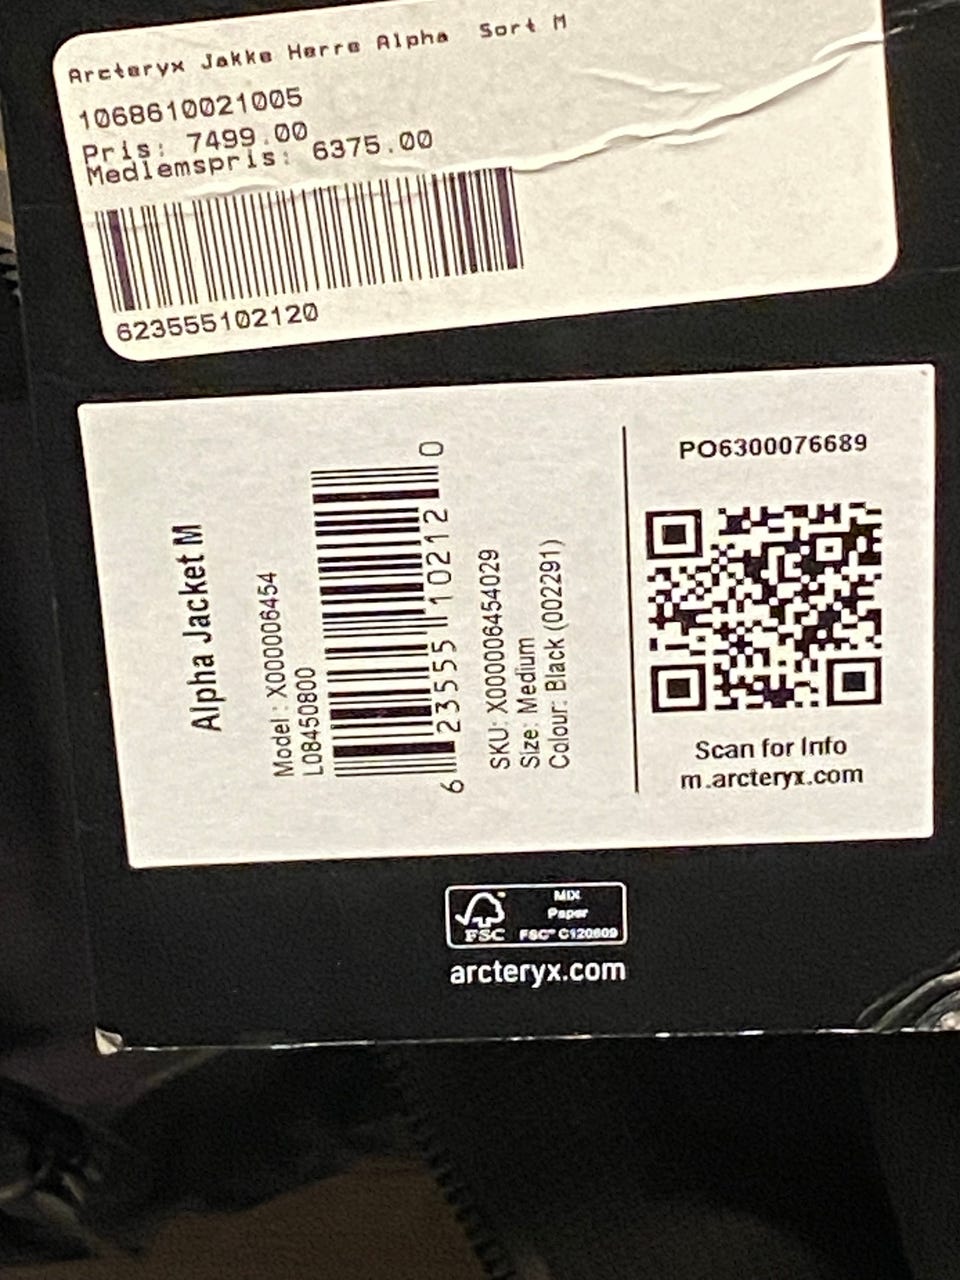 Arcteryx Jakke Herre Alpha Sort M
1068610021005
Pris: 7499.00
Medlemspris: 6375.00
623555102120
Alpha Jacket M
Model : X000006454
L08450800
6 23555 10212 0
SKU: X000006454029
Size: Medium
Colour: Black (002291)
PO6300076689
Scan for Info
m.arcteryx.com
FSC
MIX
Paper
FSC® C120609
arcteryx.com